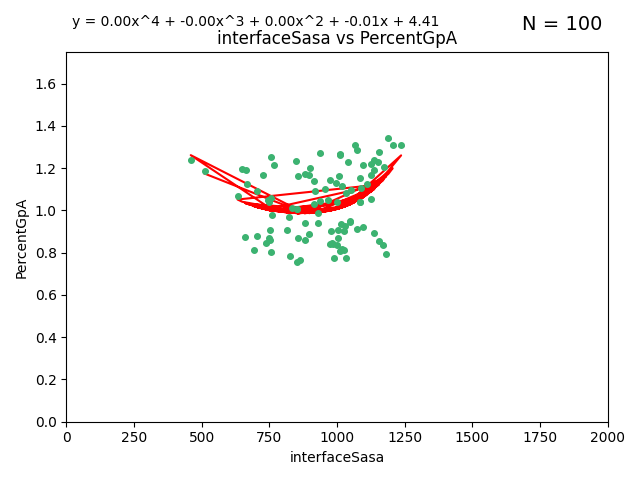 y = 0.00x^4 + -0.00x^3 + 0.00x^2 + -0.01x + 4.41
N = 100
interfaceSasa vs PercentGpA
1.6
1.4
1.2
1.0
0.8
0.6
0.4
0.2
0.0
PercentGpA
0 250 500 750 1000 1250 1500 1750 2000
interfaceSasa